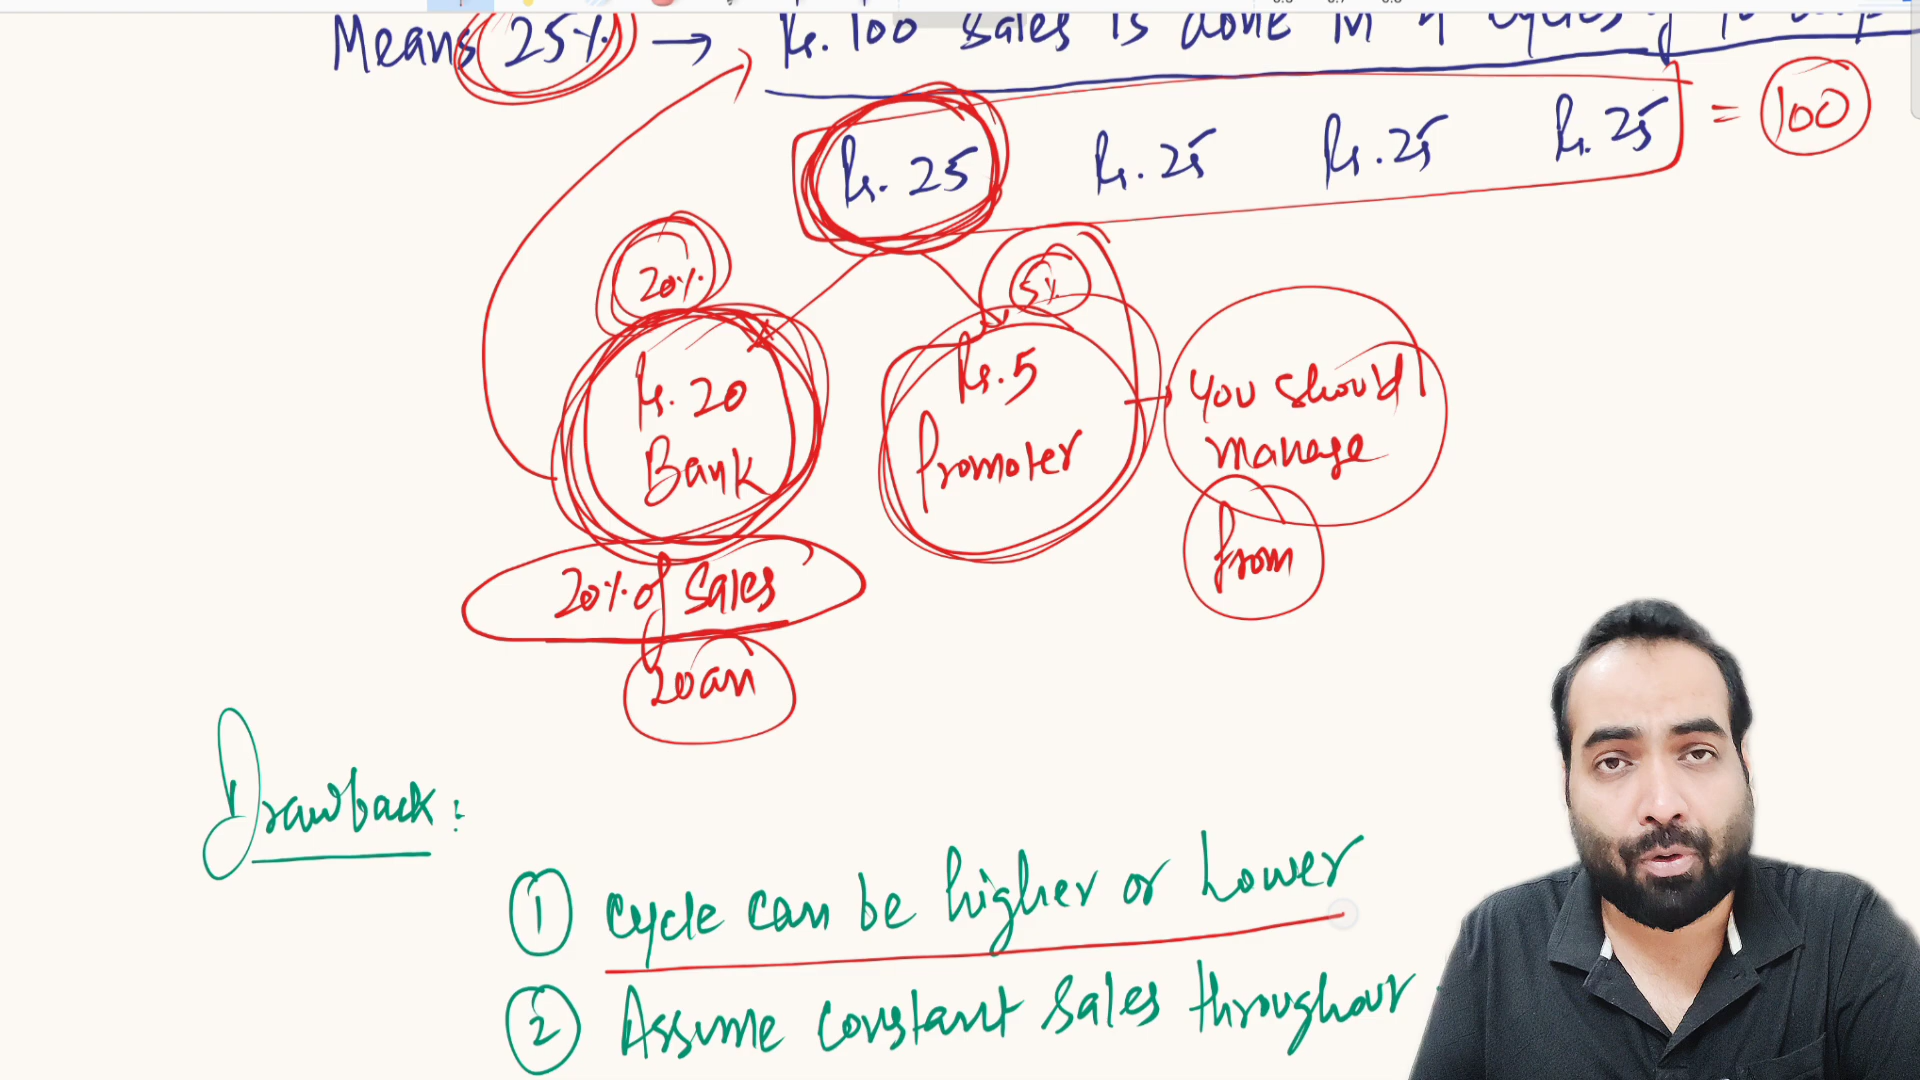 Means 25% → Rs. 100 sales is done in 4 cycles of
Rs. 25 Rs. 25 Rs. 25 Rs. 25 = 100
20% 5%
Rs. 20 Bank
Rs. 5 Promoter
You should manage
from
20% of Sales
Loan
Drawback:
① Cycle can be higher or Lower
② Assume constant sales throughout